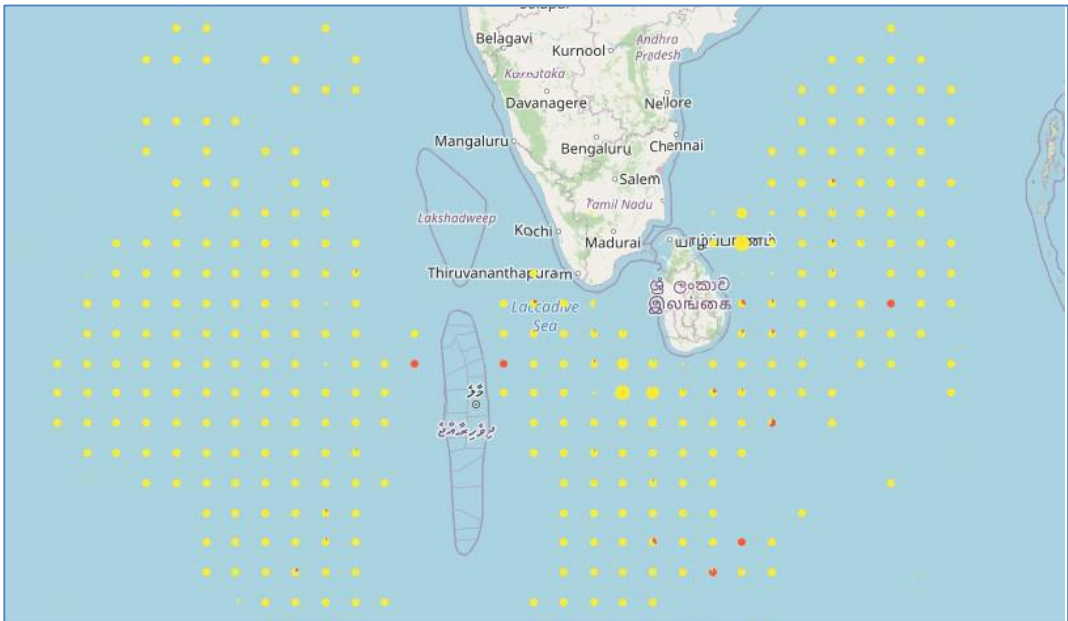 Solapur
Belagavi
Kurnool
Andhra
Pradesh
Karnataka
Davanagere
Nellore
Mangaluru
Bengaluru
Chennai
Salem
Lakshadweep
Tamil Nadu
Kochi
Madurai
யாழ்ப்பாணம்
Thiruvananthapuram
ශ්‍රී ලංකාව
இலங்கை
Laccadive
Sea
މާލެ
ދިވެހިރާއްޖެ